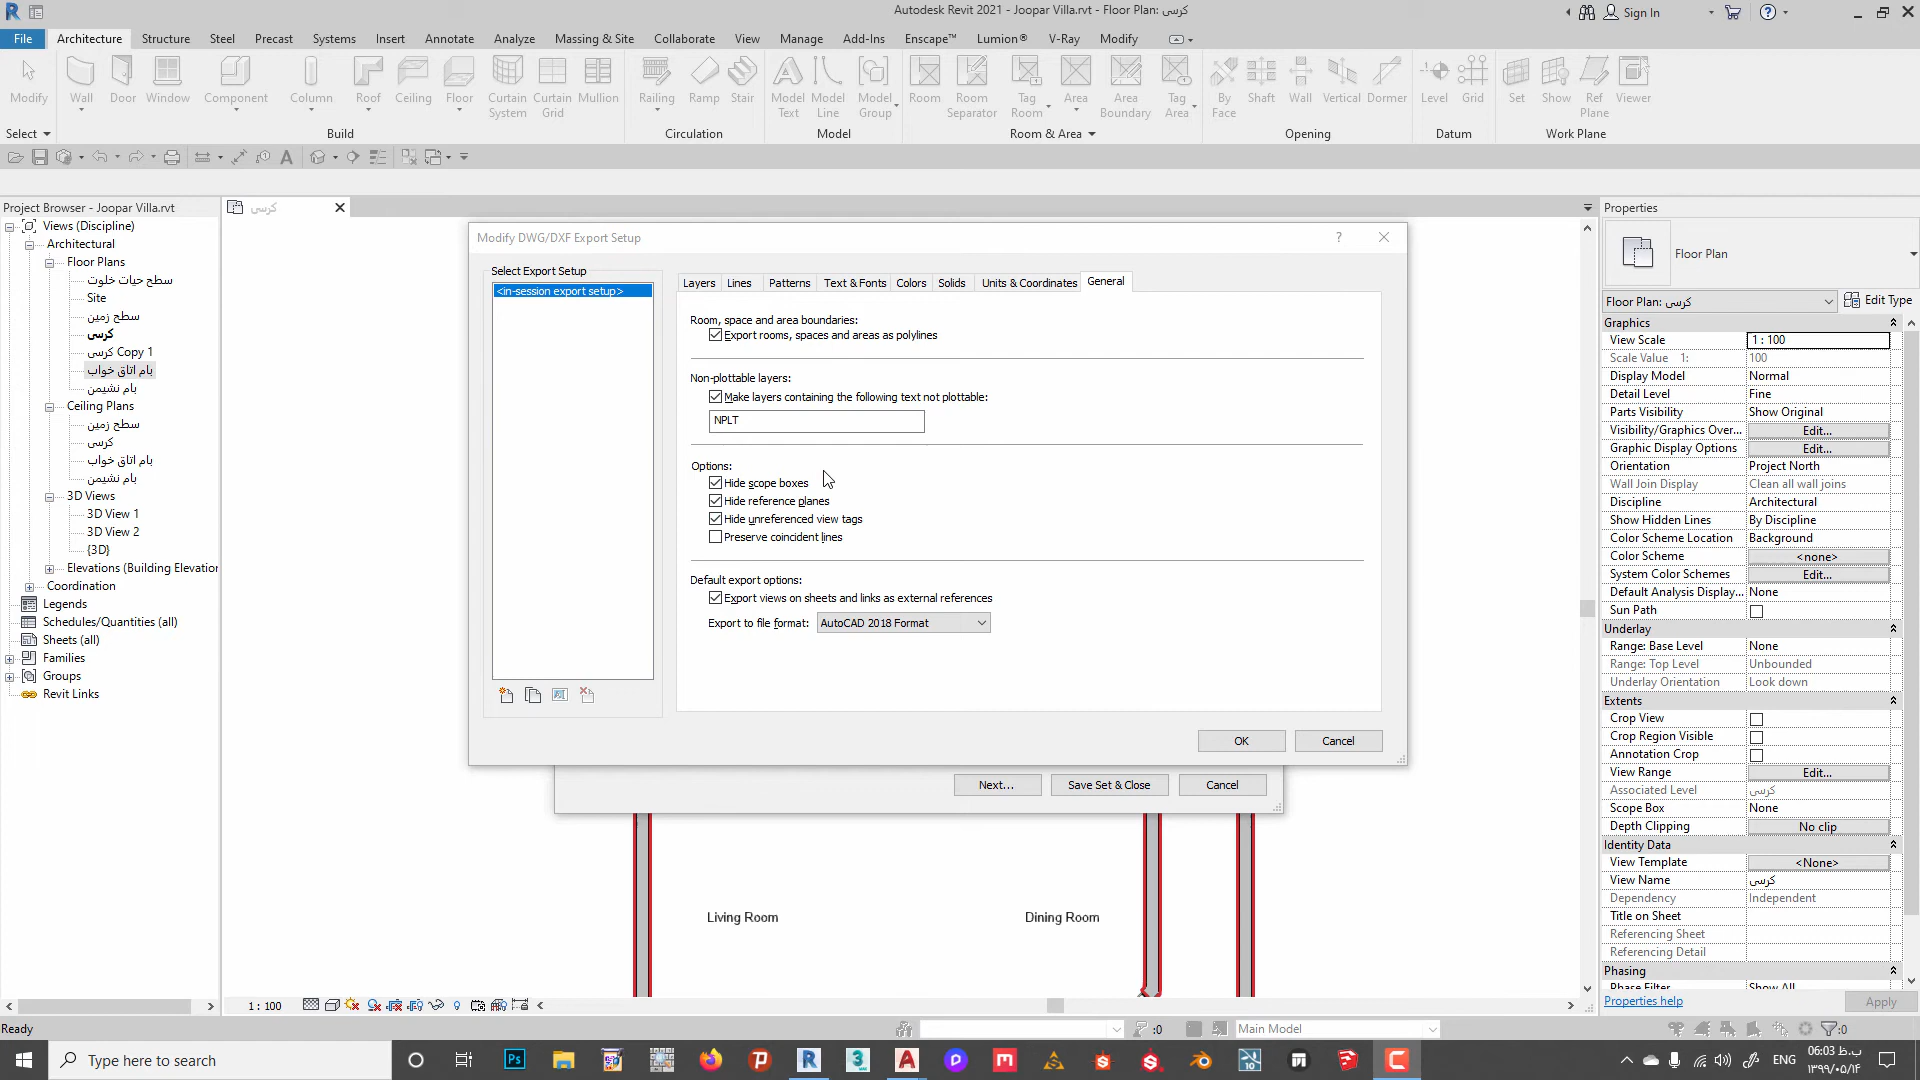 Autodesk Revit 2021 - Joopar Villa.rvt - Floor Plan: كرسى
Sign In
File Architecture Structure Steel Precast Systems Insert Annotate Analyze Massing & Site Collaborate View Manage Add-Ins Enscape™ Lumion® V-Ray Modify
Modify Wall Door Window Component Column Roof Ceiling Floor Curtain System Curtain Grid Mullion Railing Ramp Stair Model Text Model Line Model Group Room Room Separator Tag Room Area Area Boundary Tag Area By Face Shaft Wall Vertical Dormer Level Grid Set Show Ref Plane Viewer
Select Build Circulation Model Room & Area Opening Datum Work Plane
Project Browser - Joopar Villa.rvt
Views (Discipline)
Architectural
Floor Plans
سطح حیات خلوت
Site
سطح زمین
كرسى
كرسى Copy 1
بام اتاق خواب
بام نشیمن
Ceiling Plans
سطح زمین
كرسى
بام اتاق خواب
بام نشیمن
3D Views
3D View 1
3D View 2
{3D}
Elevations (Building Elevation
Coordination
Legends
Schedules/Quantities (all)
Sheets (all)
Families
Groups
Revit Links
كرسى
Modify DWG/DXF Export Setup
?
Select Export Setup
<in-session export setup>
Layers Lines Patterns Text & Fonts Colors Solids Units & Coordinates General
Room, space and area boundaries:
Export rooms, spaces and areas as polylines
Non-plottable layers:
Make layers containing the following text not plottable:
NPLT
Options:
Hide scope boxes
Hide reference planes
Hide unreferenced view tags
Preserve coincident lines
Default export options:
Export views on sheets and links as external references
Export to file format: AutoCAD 2018 Format
OK Cancel
Next... Save Set & Close Cancel
Living Room Dining Room
1 : 100
Properties
Floor Plan
Floor Plan: كرسى Edit Type
Graphics
View Scale 1 : 100
Scale Value 1: 100
Display Model Normal
Detail Level Fine
Parts Visibility Show Original
Visibility/Graphics Over... Edit...
Graphic Display Options Edit...
Orientation Project North
Wall Join Display Clean all wall joins
Discipline Architectural
Show Hidden Lines By Discipline
Color Scheme Location Background
Color Scheme <none>
System Color Schemes Edit...
Default Analysis Display... None
Sun Path
Underlay
Range: Base Level None
Range: Top Level Unbounded
Underlay Orientation Look down
Extents
Crop View
Crop Region Visible
Annotation Crop
View Range Edit...
Associated Level كرسى
Scope Box None
Depth Clipping No clip
Identity Data
View Template <None>
View Name كرسى
Dependency Independent
Title on Sheet
Referencing Sheet
Referencing Detail
Phasing
Phase Filter Show All
Properties help Apply
Ready :0 Main Model :0
Type here to search
ENG
06:03 ب.ظ
۱۳۹۹/۰۵/۱۴